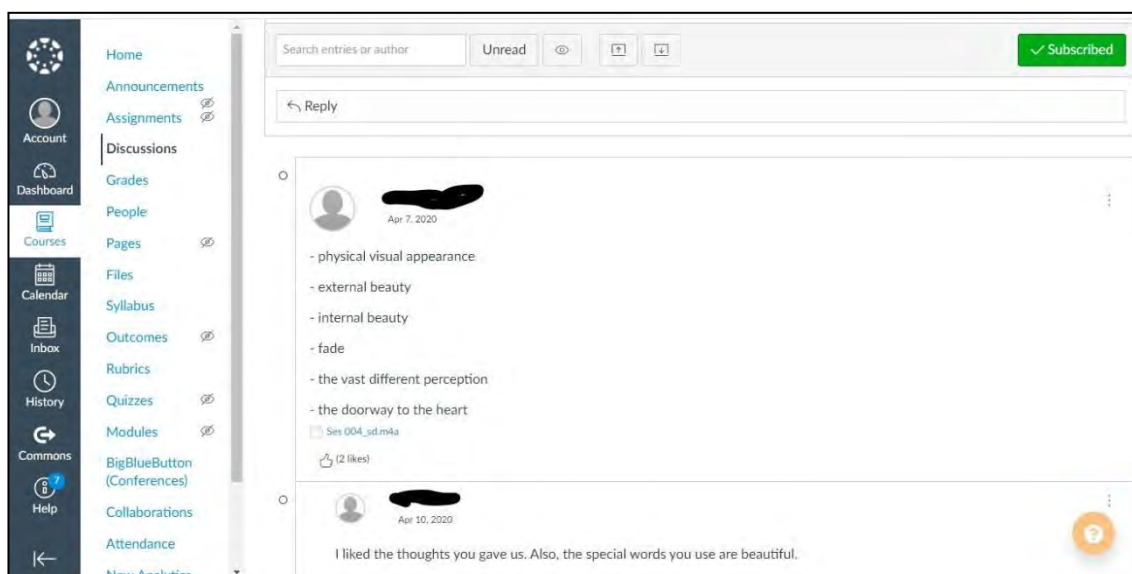 Account
Dashboard
Courses
Calendar
Inbox
History
Commons
7
Help
Home
Announcements
Assignments
Discussions
Grades
People
Pages
Files
Syllabus
Outcomes
Rubrics
Quizzes
Modules
BigBlueButton
(Conferences)
Collaborations
Attendance
New Analytics
Search entries or author
Unread
Subscribed
Reply
Apr 7, 2020
- physical visual appearance
- external beauty
- internal beauty
- fade
- the vast different perception
- the doorway to the heart
Ses 004_sd.m4a
(2 likes)
Apr 10, 2020
I liked the thoughts you gave us. Also, the special words you use are beautiful.
?